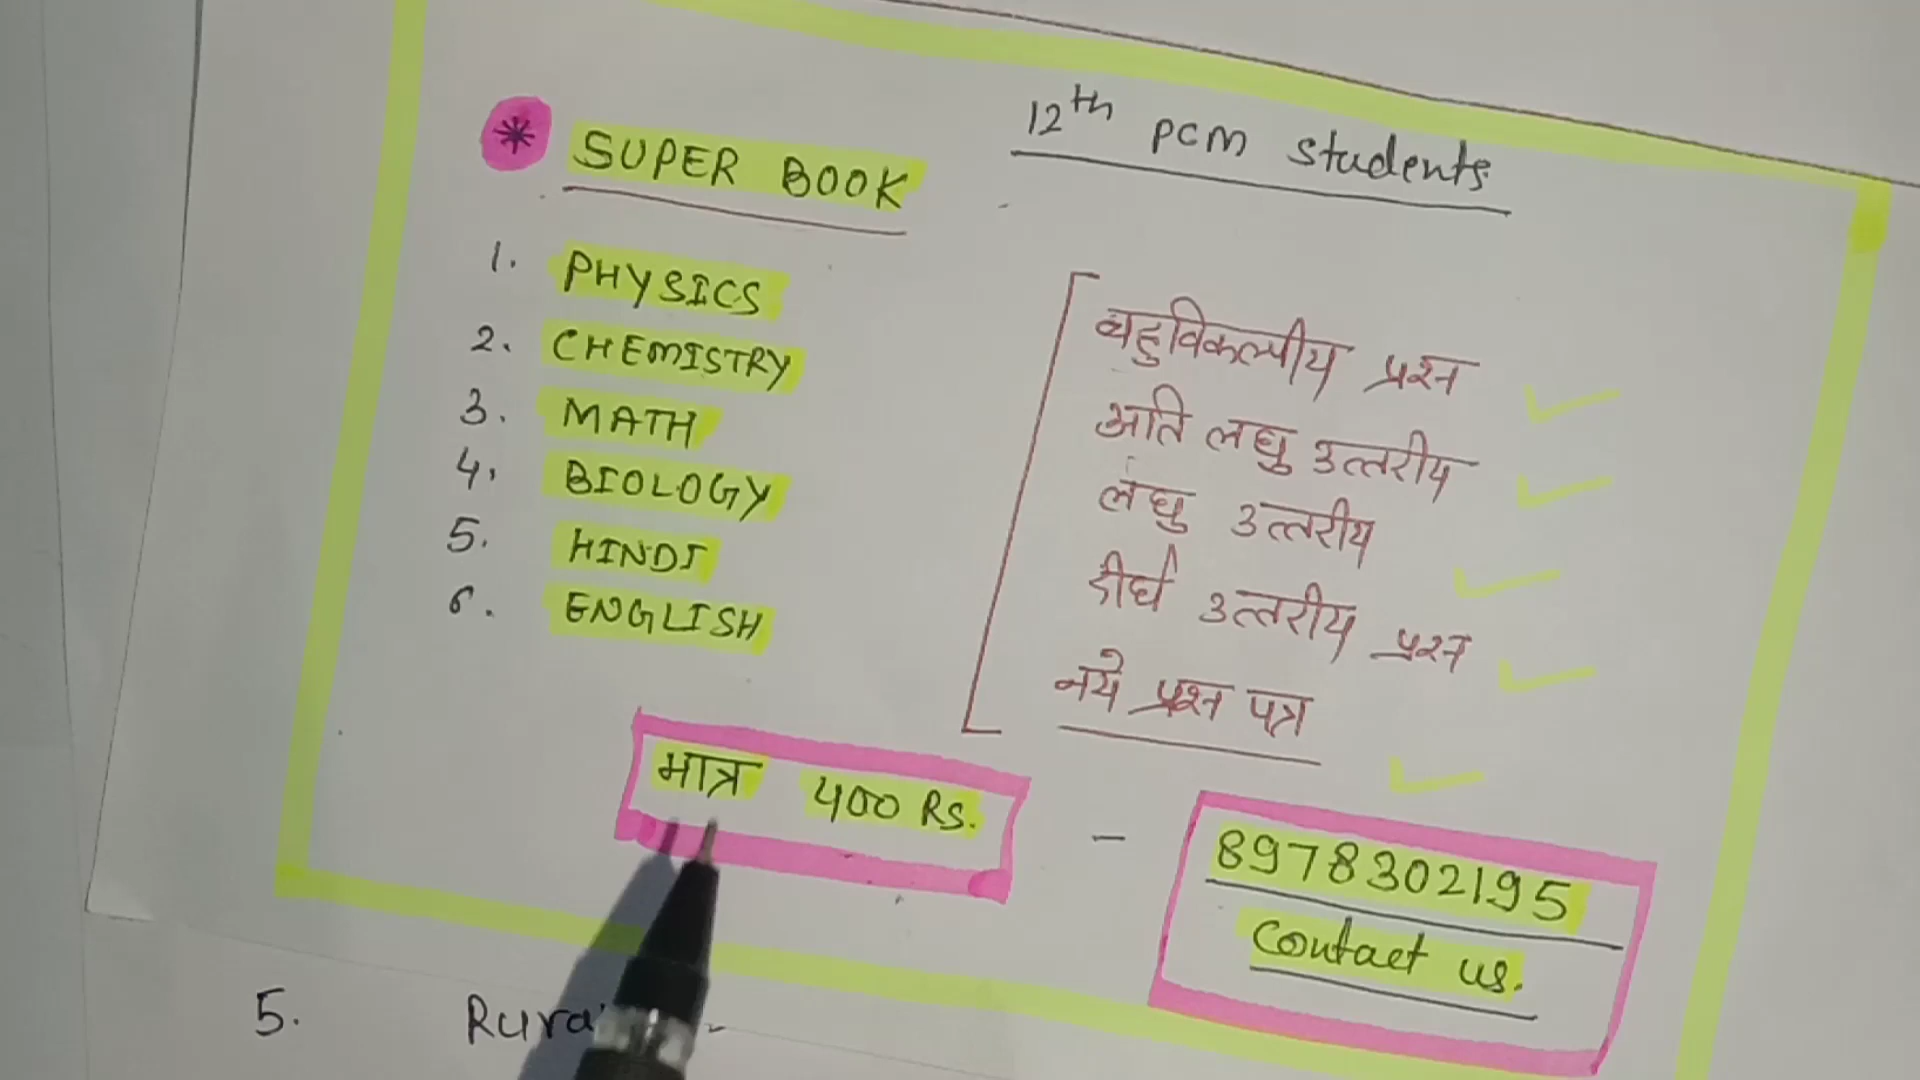 12th PCM Students
* SUPER BOOK
1. PHYSICS
2. CHEMISTRY
3. MATH
4. BIOLOGY
5. HINDI
6. ENGLISH
बहुविकल्पीय प्रश्न
अति लघु उत्तरीय
लघु उत्तरीय
दीर्घ उत्तरीय प्रश्न
नये प्रश्न पत्र
मात्र 400 Rs. -
8978302195
Contact us.
5.